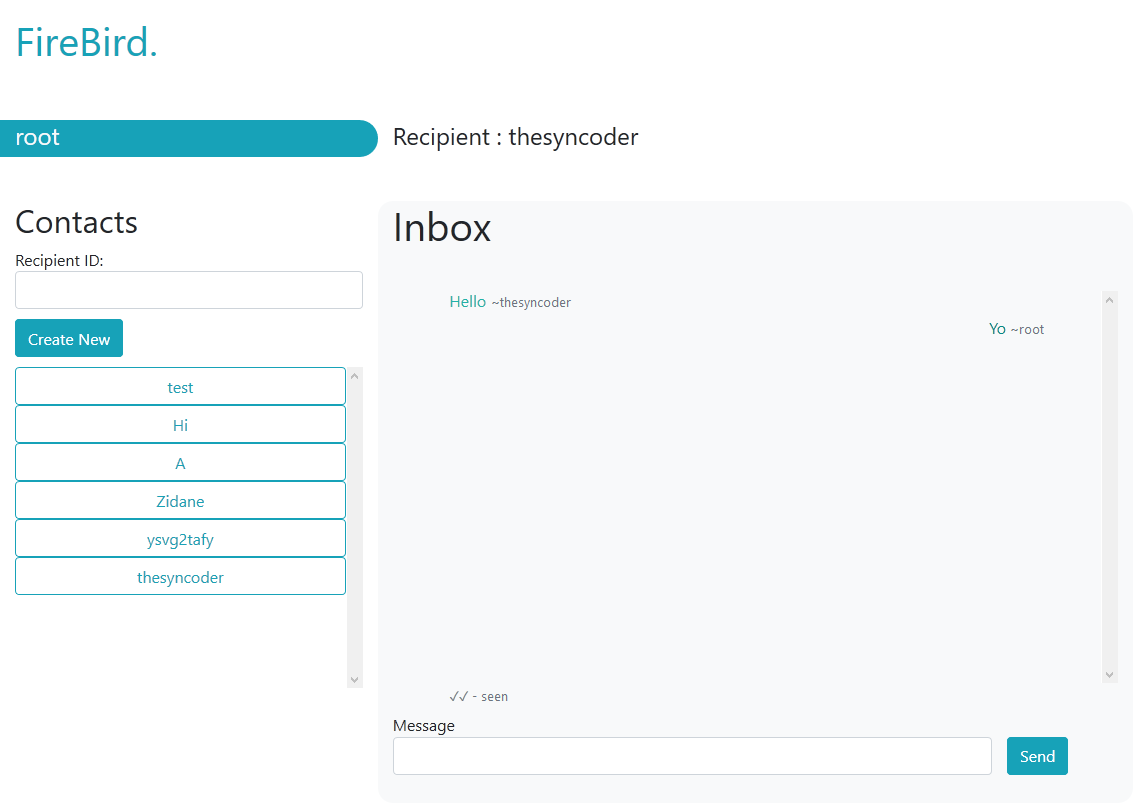 FireBird.
root
Recipient : thesyncoder
Contacts
Recipient ID:
Create New
test
Hi
A
Zidane
ysvg2tafy
thesyncoder
Inbox
Hello ~thesyncoder
Yo ~root
✓✓ - seen
Message
Send